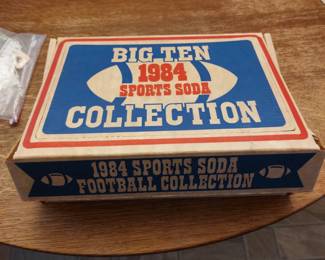 BIG TEN
1984
SPORTS SODA
COLLECTION
1984 SPORTS SODA
FOOTBALL COLLECTION